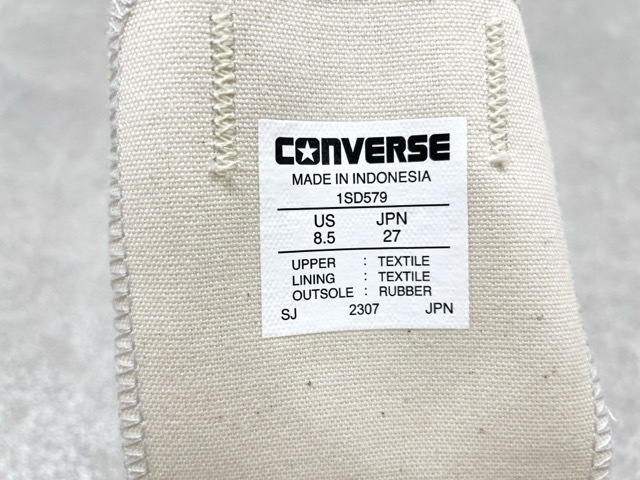 CONVERSE
MADE IN INDONESIA
1SD579
US JPN
8.5 27
UPPER : TEXTILE
LINING : TEXTILE
OUTSOLE : RUBBER
SJ 2307 JPN